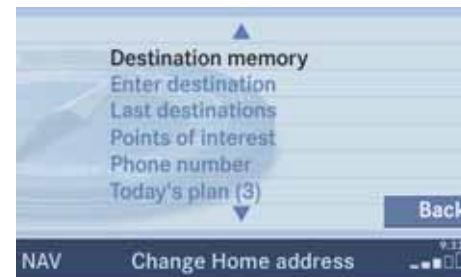 Destination memory
Enter destination
Last destinations
Points of interest
Phone number
Today's plan (3)
Back
NAV Change Home address